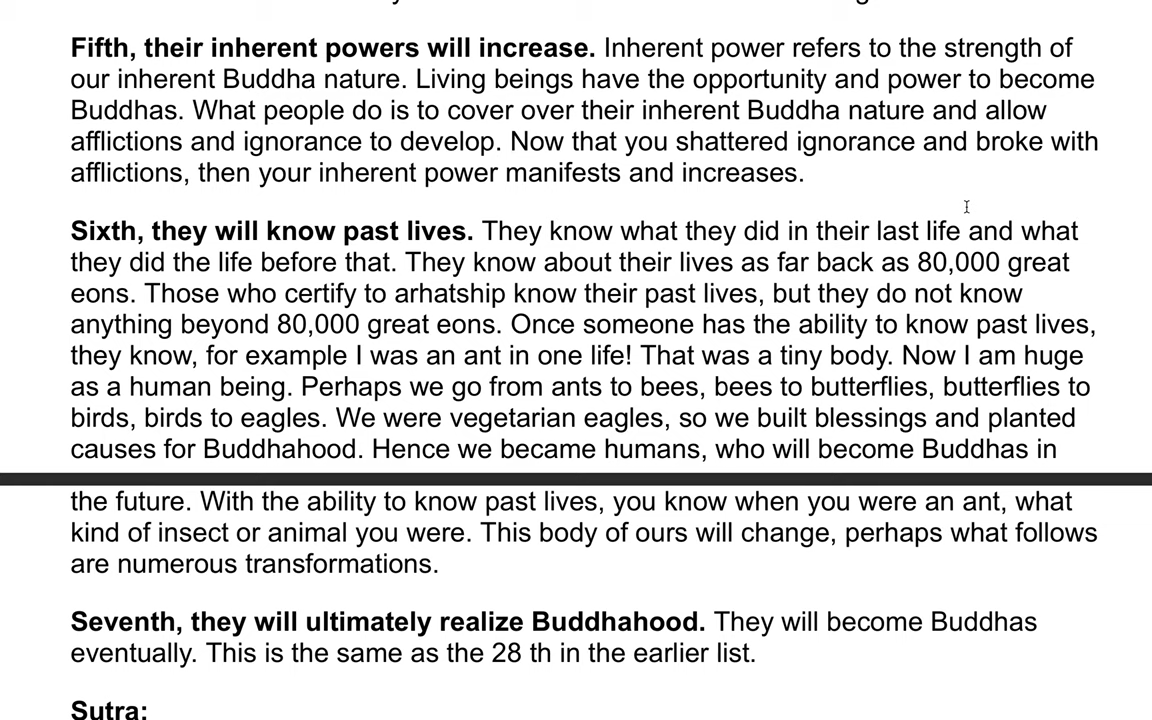 Fifth, their inherent powers will increase. Inherent power refers to the strength of
our inherent Buddha nature. Living beings have the opportunity and power to become
Buddhas. What people do is to cover over their inherent Buddha nature and allow
afflictions and ignorance to develop. Now that you shattered ignorance and broke with
afflictions, then your inherent power manifests and increases.
Sixth, they will know past lives. They know what they did in their last life and what
they did the life before that. They know about their lives as far back as 80,000 great
eons. Those who certify to arhatship know their past lives, but they do not know
anything beyond 80,000 great eons. Once someone has the ability to know past lives,
they know, for example I was an ant in one life! That was a tiny body. Now I am huge
as a human being. Perhaps we go from ants to bees, bees to butterflies, butterflies to
birds, birds to eagles. We were vegetarian eagles, so we built blessings and planted
causes for Buddhahood. Hence we became humans, who will become Buddhas in
the future. With the ability to know past lives, you know when you were an ant, what
kind of insect or animal you were. This body of ours will change, perhaps what follows
are numerous transformations.
Seventh, they will ultimately realize Buddhahood. They will become Buddhas
eventually. This is the same as the 28 th in the earlier list.
Sutra: